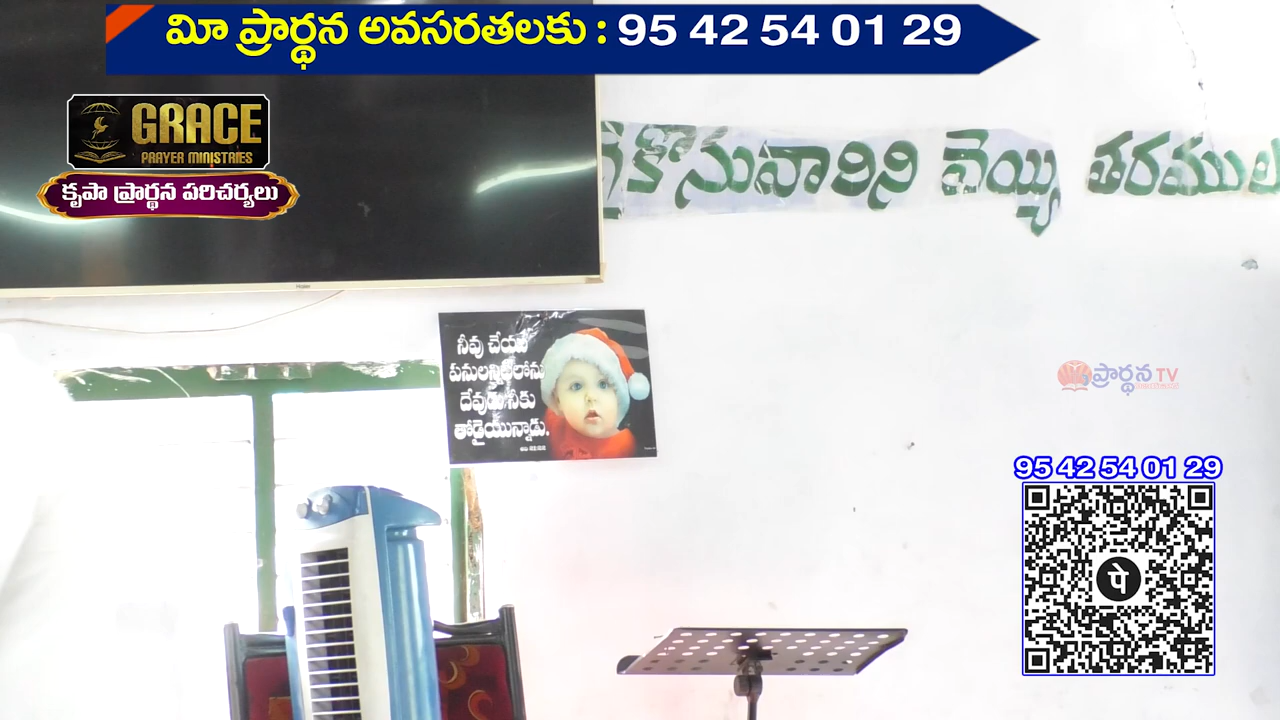 మీ ప్రార్థన అవసరతలకు : 95 42 54 01 29
GRACE
PRAYER MINISTRIES
కృపా ప్రార్థన పరిచర్యలు
కొనువారిని వెయ్యి తరముల
Haier
నీవు చేయు
పనులన్నిటిలోను
దేవుడు నీకు
తోడైయున్నాడు.
ప్రార్థన TV
95 42 54 01 29
पे